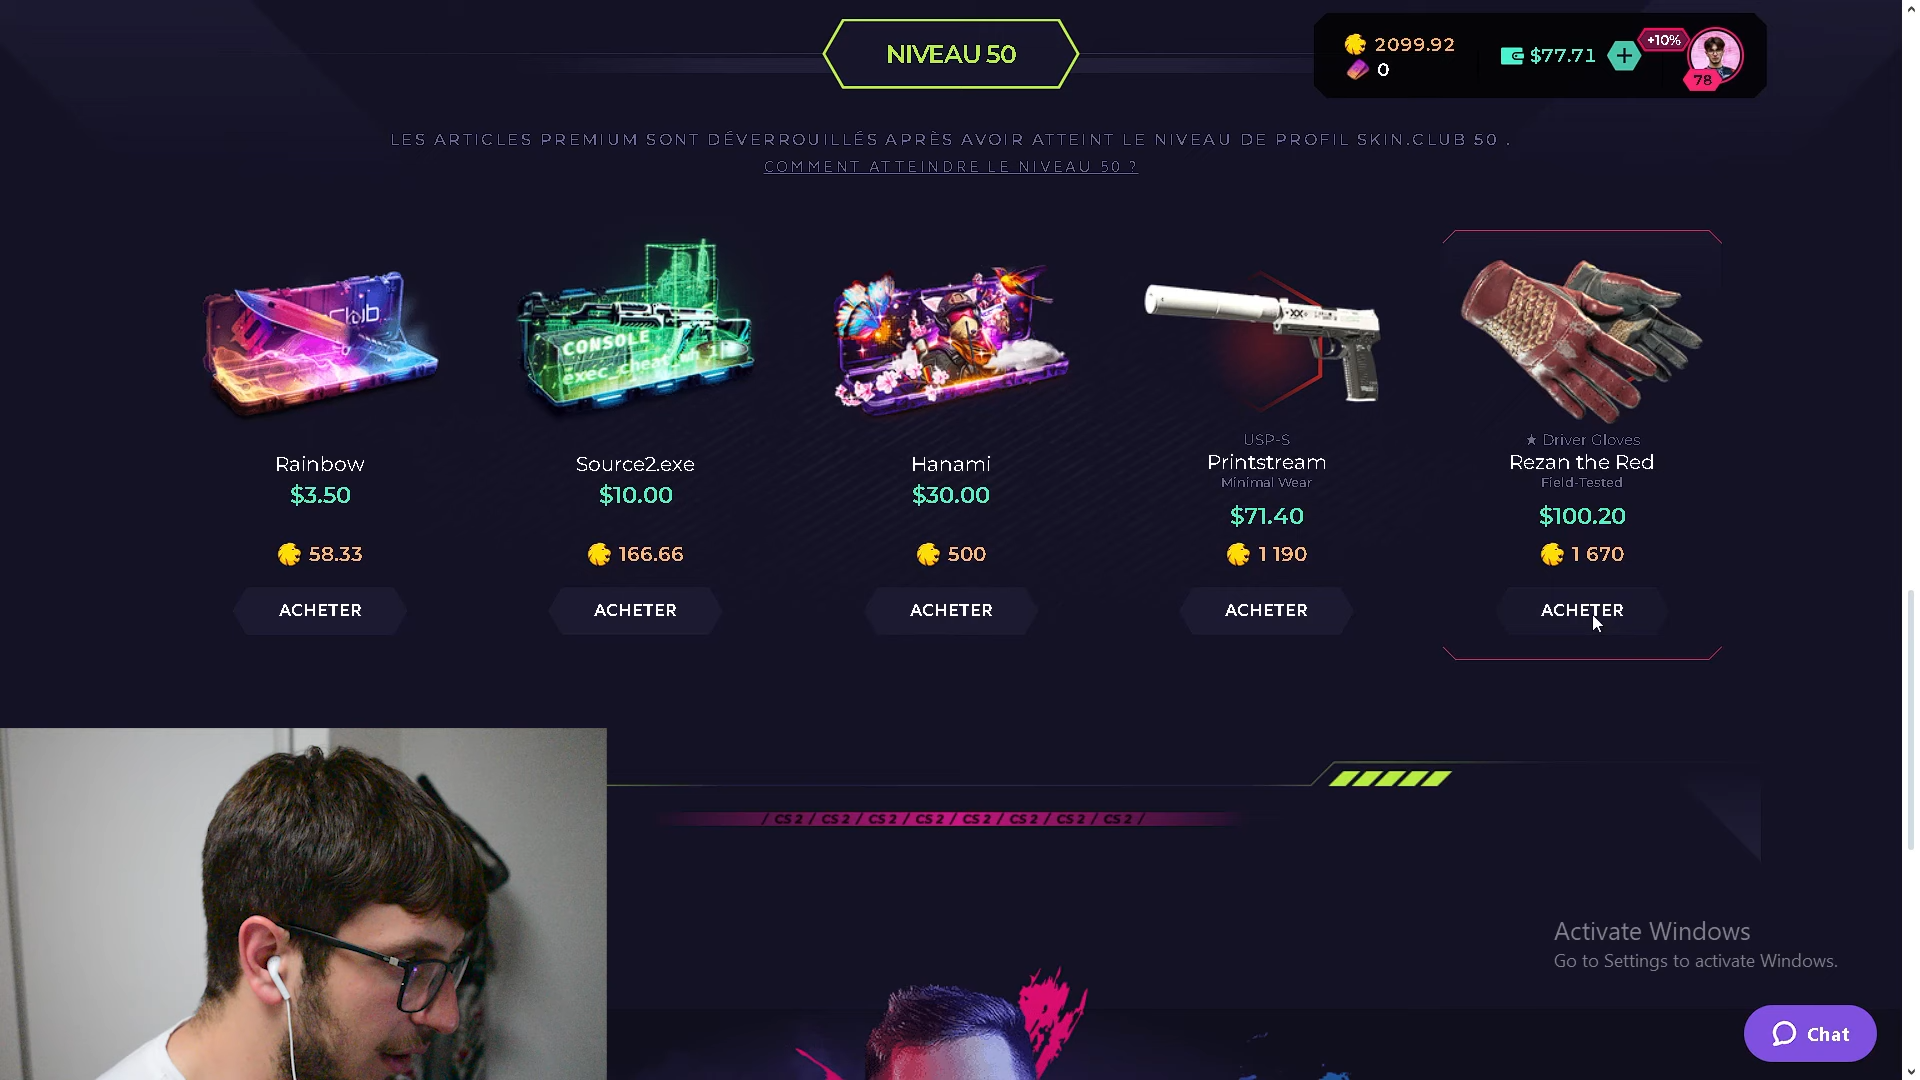 NIVEAU 50
2099.92
0
$77.71
+
+10%
78
LES ARTICLES PREMIUM SONT DÉVERROUILLÉS APRÈS AVOIR ATTEINT LE NIVEAU DE PROFIL SKIN.CLUB 50 .
COMMENT ATTEINDRE LE NIVEAU 50 ?
Club
CONSOLE
exec_cheat
XX
Rainbow
$3.50
58.33
ACHETER
Source2.exe
$10.00
166.66
ACHETER
Hanami
$30.00
500
ACHETER
USP-S
Printstream
Minimal Wear
$71.40
1 190
ACHETER
★ Driver Gloves
Rezan the Red
Field-Tested
$100.20
1 670
ACHETER
/ CS 2 / CS 2 / CS 2 / CS 2 / CS 2 / CS 2 / CS 2 / CS 2 /
Activate Windows
Go to Settings to activate Windows.
Chat